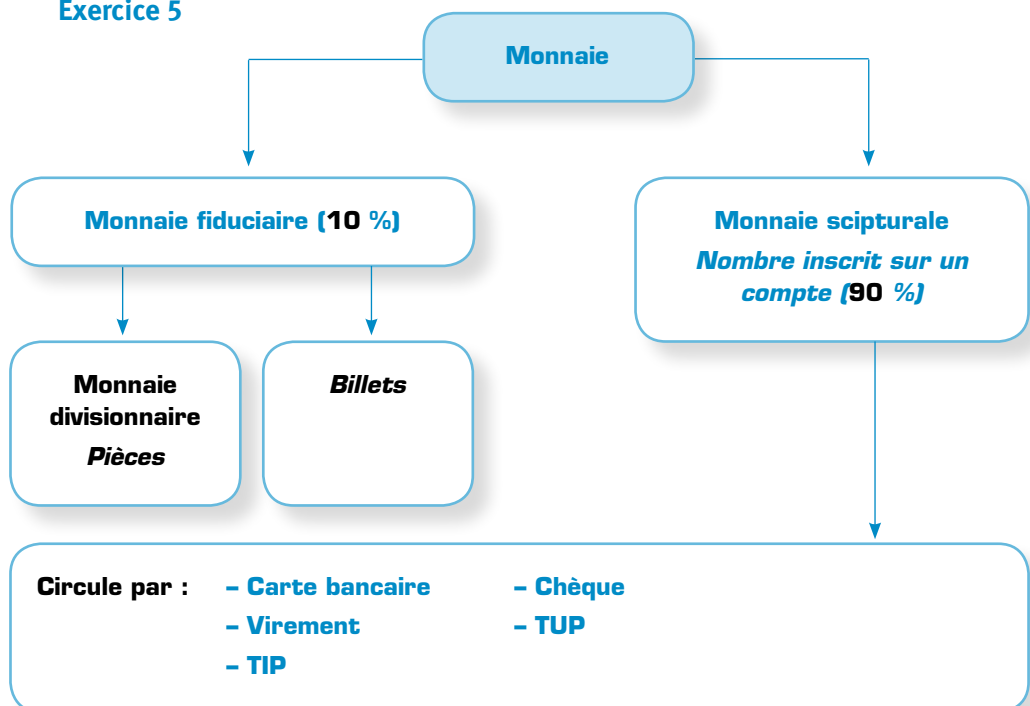 Exercice 5
Monnaie
Monnaie fiduciaire (10 %)
Monnaie scipturale
Nombre inscrit sur un
compte (90 %)
Monnaie
divisionnaire
Pièces
Billets
Circule par :
– Carte bancaire
– Virement
– TIP
– Chèque
– TUP